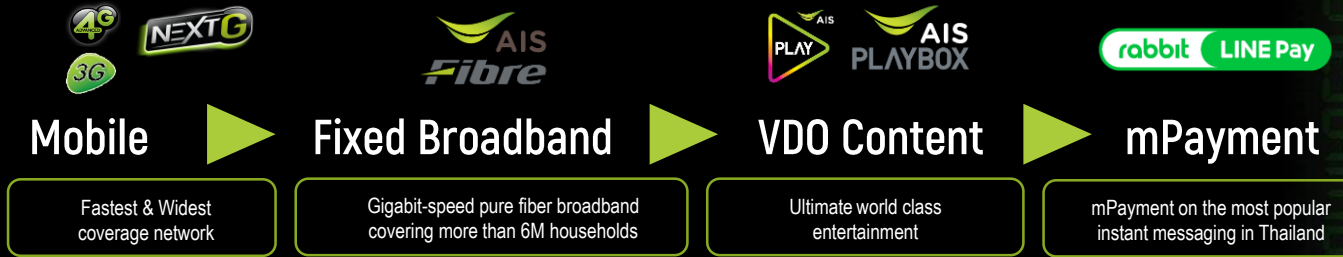 4G
ADVANCED
NEXT G
3G
AIS
Fibre
AIS
PLAY
AIS
PLAYBOX
rabbit LINE Pay
Mobile
Fixed Broadband
VDO Content
mPayment
Fastest & Widest
coverage network
Gigabit-speed pure fiber broadband
covering more than 6M households
Ultimate world class
entertainment
mPayment on the most popular
instant messaging in Thailand